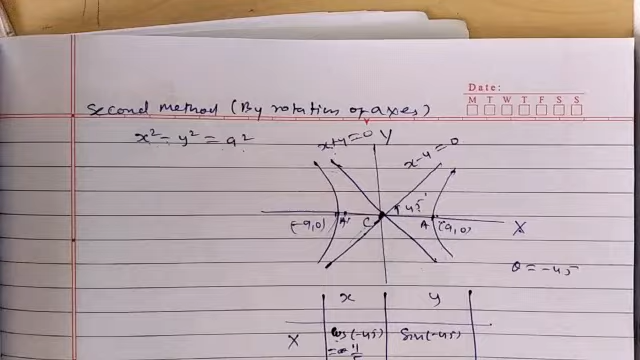 Date:
M T W T F S S
Second method (By rotation of axes)
x² - y² = a²
x+y=0
Y
x-y=0
45°
(-a,0)
A'
C
A
(a,0)
X
θ = -45
x
y
X
cos(-45)
Sin(-45)